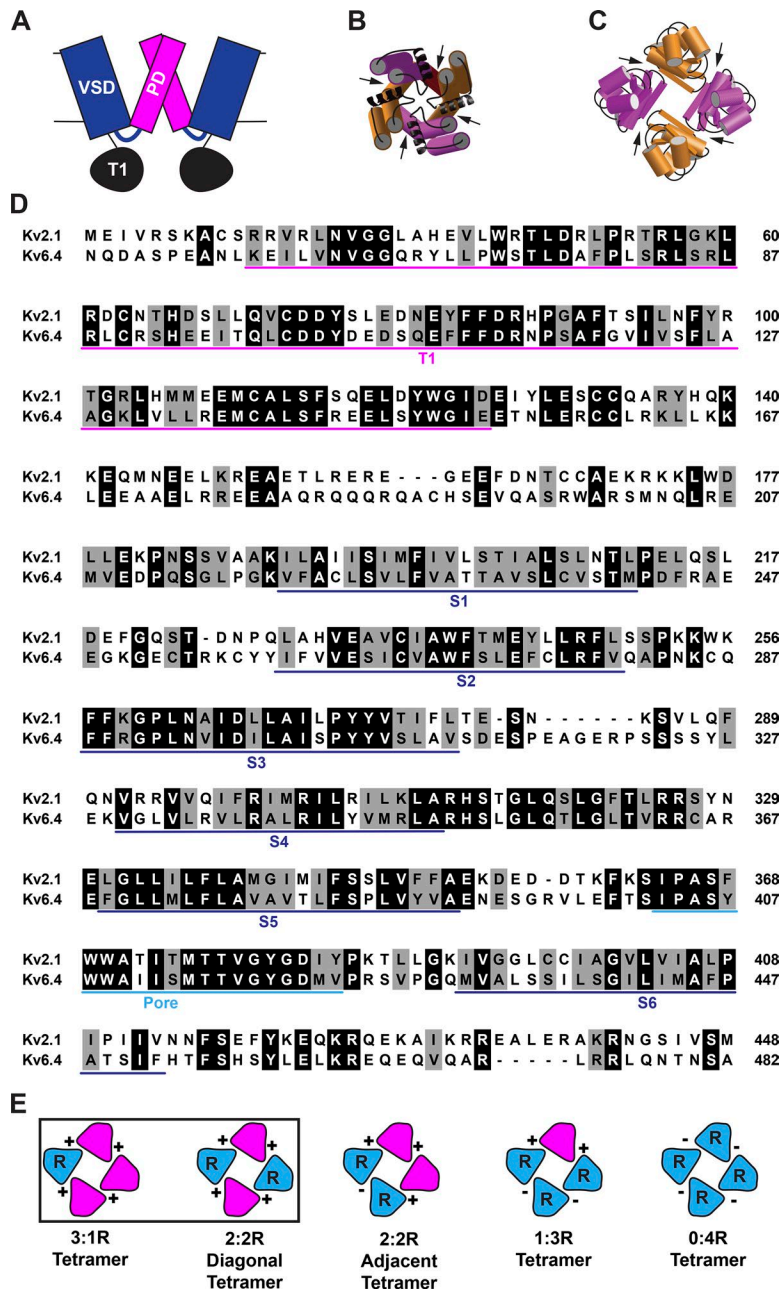 A
VSD
PD
T1
B
C
D
Kv2.1 M E I V R S K A C S R R V R L N V G G L A H E V L W R T L D R L P R T R L G K L 60
Kv6.4 N Q D A S P E A N L K E I L V N V G G Q R Y L L P W S T L D A F P L S R L S R L 87
Kv2.1 R D C N T H D S L L Q V C D D Y S L E D N E Y F F D R H P G A F T S I L N F Y R 100
Kv6.4 R L C R S H E E I T Q L C D D Y D E D S Q E F F F D R N P S A F G V I V S F L A 127
T1
Kv2.1 T G R L H M M E E M C A L S F S Q E L D Y W G I D E I Y L E S C C Q A R Y H Q K 140
Kv6.4 A G K L V L L R E M C A L S F R E E L S Y W G I E E T N L E R C C L R K L L K K 167
Kv2.1 K E Q M N E E L K R E A E T L R E R E - - - G E E F D N T C C A E K R K K L W D 177
Kv6.4 L E E A A E L R R E E A A Q R Q Q Q R Q A C H S E V Q A S R W A R S M N Q L R E 207
Kv2.1 L L E K P N S S V A A K I L A I I S I M F I V L S T I A L S L N T L P E L Q S L 217
Kv6.4 M V E D P Q S G L P G K V F A C L S V L F V A T T A V S L C V S T M P D F R A E 247
S1
Kv2.1 D E F G Q S T - D N P Q L A H V E A V C I A W F T M E Y L L R F L S S P K K W K 256
Kv6.4 E G K G E C T R K C Y Y I F V V E S I C V A W F S L E F C L R F V Q A P N K C Q 287
S2
Kv2.1 F F K G P L N A I D L L A I L P Y Y V T I F L T E - S N - - - - - - K S V L Q F 289
Kv6.4 F F R G P L N V I D I L A I S P Y Y V S L A V S D E S P E A G E R P S S S S Y L 327
S3
Kv2.1 Q N V R R V V Q I F R I M R I L R I L K L A R H S T G L Q S L G F T L R R S Y N 329
Kv6.4 E K V G L V L R V L R A L R I L Y V M R L A R H S L G L Q T L G L T V R R C A R 367
S4
Kv2.1 E L G L L I L F L A M G I M I F S S L V F F A E K D E D - D T K F K S I P A S F 368
Kv6.4 E F G L L M L F L A V A V T L F S P L V Y V A E N E S G R V L E F T S I P A S Y 407
S5
Kv2.1 W W A T I T M T T V G Y G D I Y P K T L L G K I V G G L C C I A G V L V I A L P 408
Kv6.4 W W A I I S M T T V G Y G D M V P R S V P G Q M V A L S S I L S G I L I M A F P 447
Pore S6
Kv2.1 I P I I V N N F S E F Y K E Q K R Q E K A I K R R E A L E R A K R N G S I V S M 448
Kv6.4 A T S I F H T F S H S Y L E L K R E Q E Q V Q A R - - - - - L R R L Q N T N S A 482
E
+ + R + +
3:1R
Tetramer
+ + R R + +
2:2R
Diagonal
Tetramer
+ + R - R +
2:2R
Adjacent
Tetramer
+ + R R - R -
1:3R
Tetramer
- R - R R - R -
0:4R
Tetramer